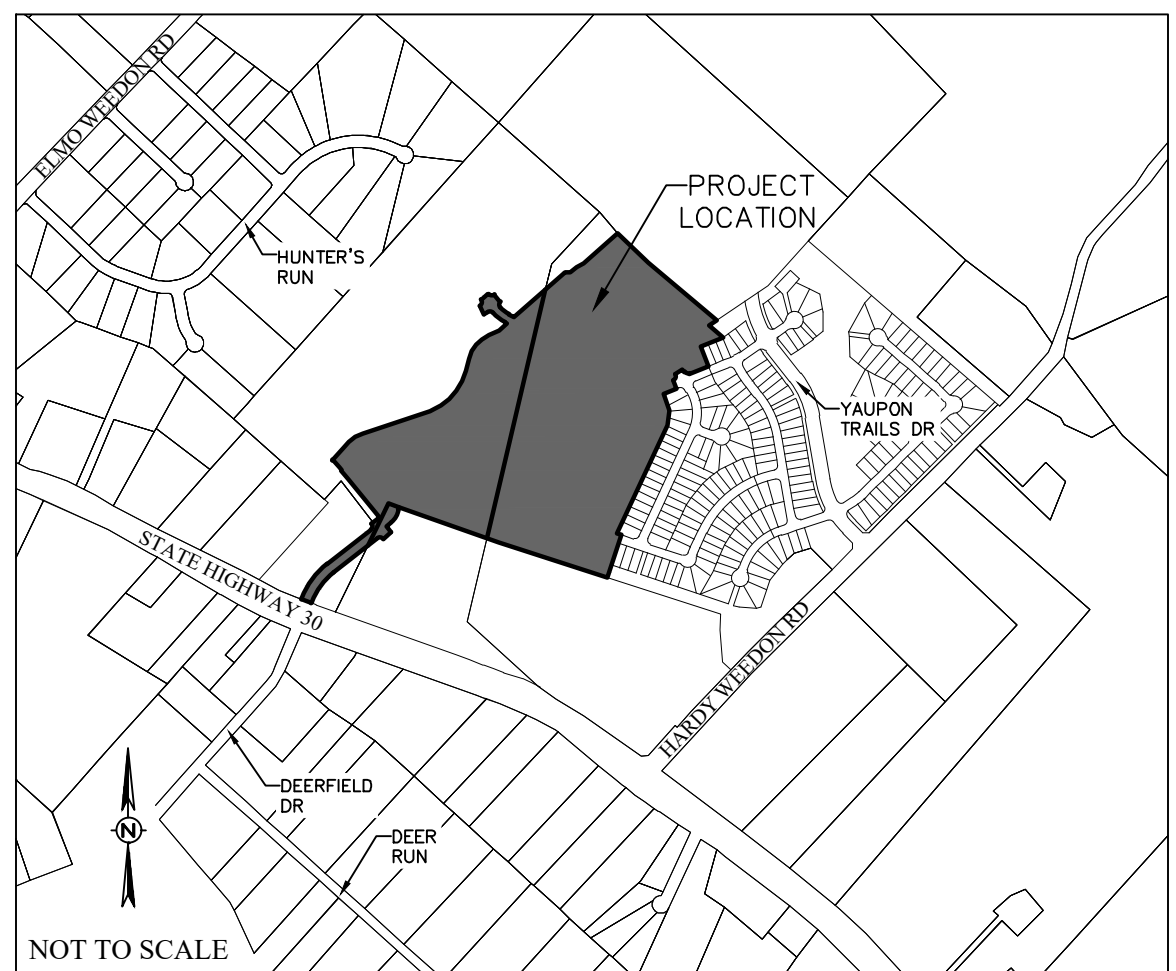 ELMO WEEDON RD
PROJECT
LOCATION
HUNTER'S
RUN
YAUPON
TRAILS DR
STATE HIGHWAY 30
HARDY WEEDON RD
DEERFIELD
DR
DEER
RUN
N
NOT TO SCALE